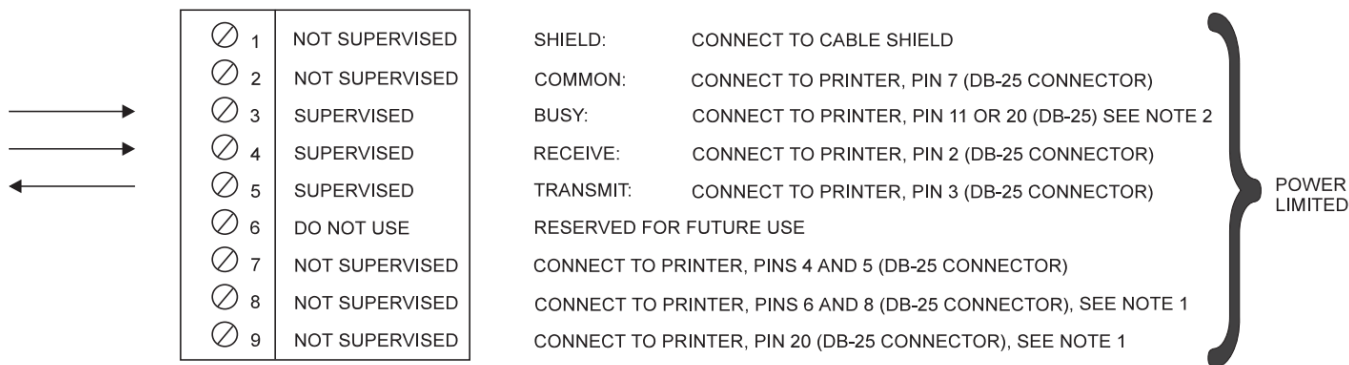 1 NOT SUPERVISED SHIELD: CONNECT TO CABLE SHIELD
2 NOT SUPERVISED COMMON: CONNECT TO PRINTER, PIN 7 (DB-25 CONNECTOR)
3 SUPERVISED BUSY: CONNECT TO PRINTER, PIN 11 OR 20 (DB-25) SEE NOTE 2
4 SUPERVISED RECEIVE: CONNECT TO PRINTER, PIN 2 (DB-25 CONNECTOR)
5 SUPERVISED TRANSMIT: CONNECT TO PRINTER, PIN 3 (DB-25 CONNECTOR)
6 DO NOT USE RESERVED FOR FUTURE USE
7 NOT SUPERVISED CONNECT TO PRINTER, PINS 4 AND 5 (DB-25 CONNECTOR)
8 NOT SUPERVISED CONNECT TO PRINTER, PINS 6 AND 8 (DB-25 CONNECTOR), SEE NOTE 1
9 NOT SUPERVISED CONNECT TO PRINTER, PIN 20 (DB-25 CONNECTOR), SEE NOTE 1
POWER
LIMITED